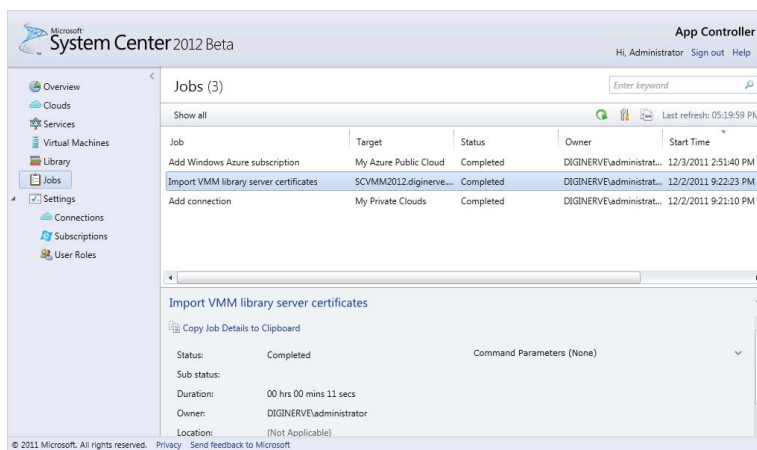 Microsoft
System Center 2012 Beta
App Controller
Hi, Administrator Sign out Help
Overview
Clouds
Services
Virtual Machines
Library
Jobs
Settings
Connections
Subscriptions
User Roles
Jobs (3)
Enter keyword
Show all
Last refresh: 05:19:59 PM
Job Target Status Owner Start Time
Add Windows Azure subscription My Azure Public Cloud Completed DIGINERVE\administrat... 12/3/2011 2:51:40 PM
Import VMM library server certificates SCVMM2012.diginerve.... Completed DIGINERVE\administrat... 12/2/2011 9:22:23 PM
Add connection My Private Clouds Completed DIGINERVE\administrat... 12/2/2011 9:21:10 PM
Import VMM library server certificates
Copy Job Details to Clipboard
Status: Completed Command Parameters (None)
Sub status:
Duration: 00 hrs 00 mins 11 secs
Owner: DIGINERVE\administrator
Location: (Not Applicable)
© 2011 Microsoft. All rights reserved. Privacy Send feedback to Microsoft